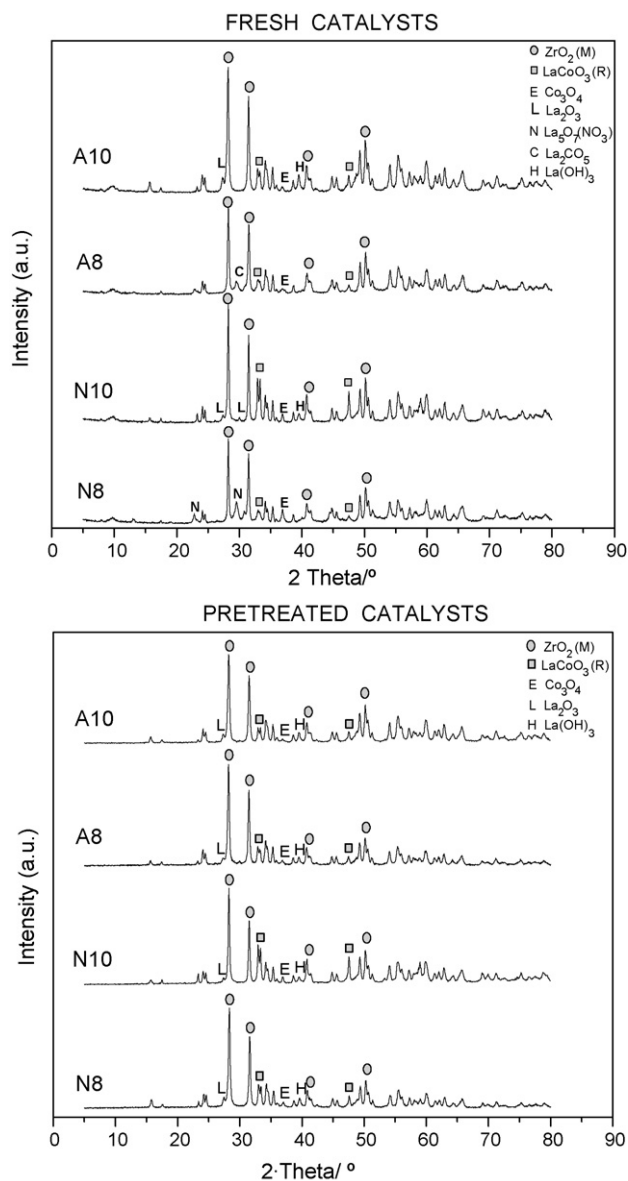 FRESH CATALYSTS
ZrO2(M)
LaCoO3(R)
E Co3O4
L La2O3
N La5O7(NO3)
C La2CO5
H La(OH)3
A10
L
E
H
A8
C
E
N10
L
L
E
H
N8
N
N
E
Intensity (a.u.)
0 10 20 30 40 50 60 70 80 90
2 Theta/º
PRETREATED CATALYSTS
ZrO2(M)
LaCoO3(R)
E Co3O4
L La2O3
H La(OH)3
A10
L
E
H
A8
L
E
H
N10
L
E
H
N8
L
E
H
Intensity (a.u.)
0 10 20 30 40 50 60 70 80 90
2·Theta/ º